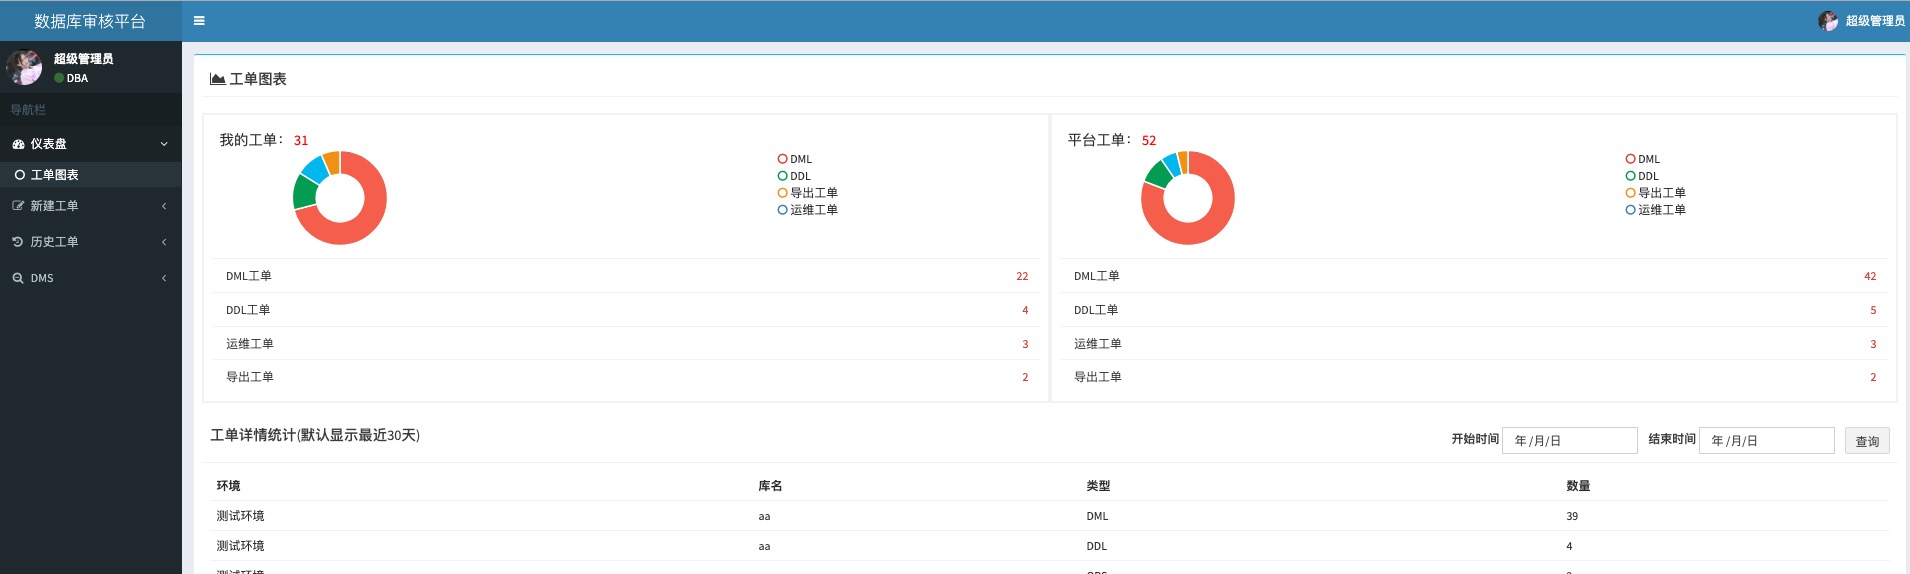 数据库审核平台
超级管理员
超级管理员
DBA
导航栏
仪表盘
工单图表
新建工单
历史工单
DMS
工单图表
我的工单： 31
DML
DDL
导出工单
运维工单
DML工单 22
DDL工单 4
运维工单 3
导出工单 2
平台工单： 52
DML
DDL
导出工单
运维工单
DML工单 42
DDL工单 5
运维工单 3
导出工单 2
工单详情统计(默认显示最近30天)
开始时间 年 /月/日 结束时间 年 /月/日 查询
环境 库名 类型 数量
测试环境 aa DML 39
测试环境 aa DDL 4